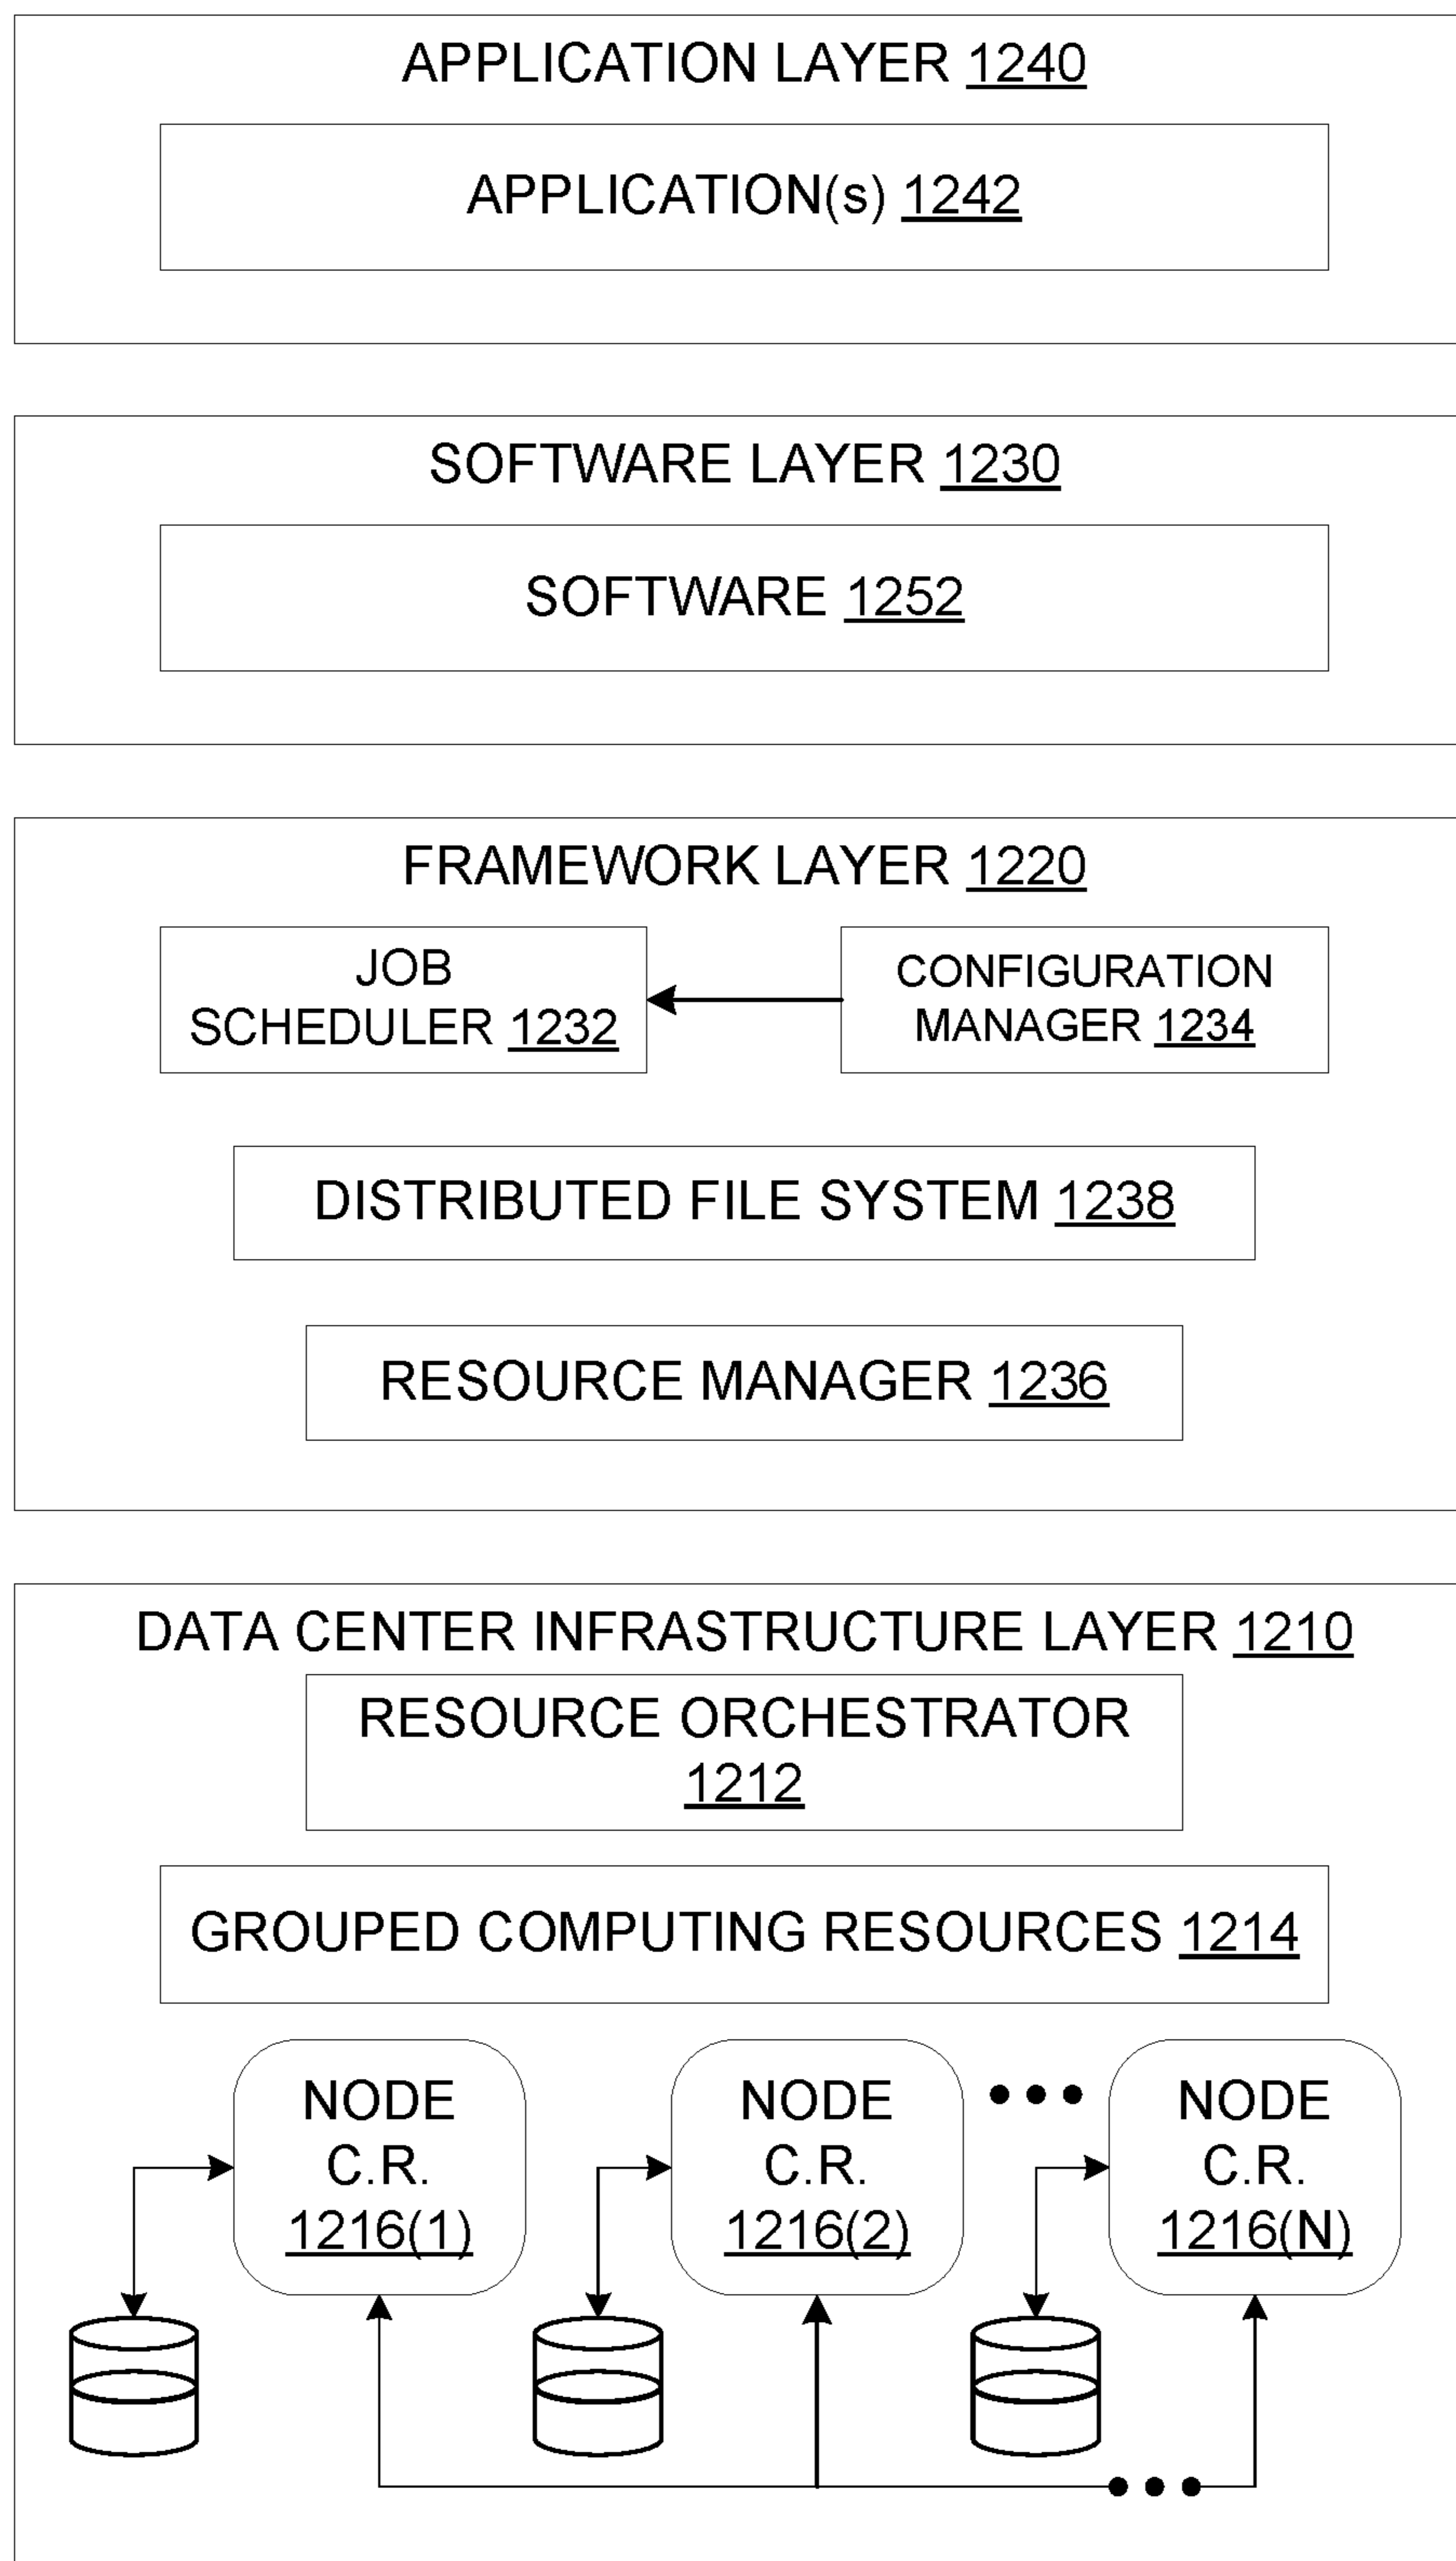 APPLICATION LAYER 1240
APPLICATION(s) 1242
SOFTWARE LAYER 1230
SOFTWARE 1252
FRAMEWORK LAYER 1220
JOB
SCHEDULER 1232
CONFIGURATION
MANAGER 1234
DISTRIBUTED FILE SYSTEM 1238
RESOURCE MANAGER 1236
DATA CENTER INFRASTRUCTURE LAYER 1210
RESOURCE ORCHESTRATOR
1212
GROUPED COMPUTING RESOURCES 1214
NODE
C.R.
1216(1)
NODE
C.R.
1216(2)
NODE
C.R.
1216(N)